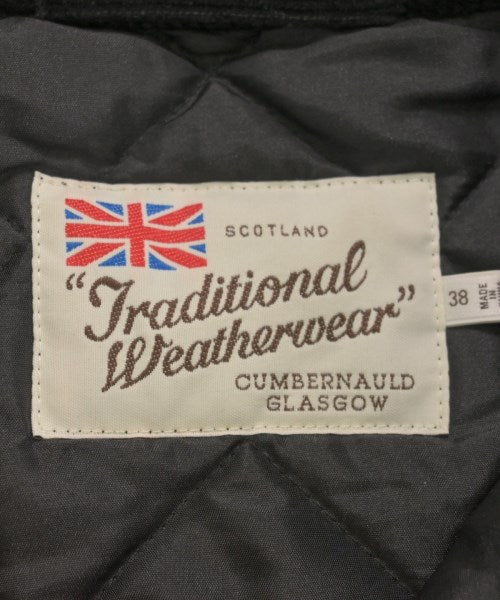 SCOTLAND
"Traditional
Weatherwear"
CUMBERNAULD
GLASGOW
38
MADE
IN